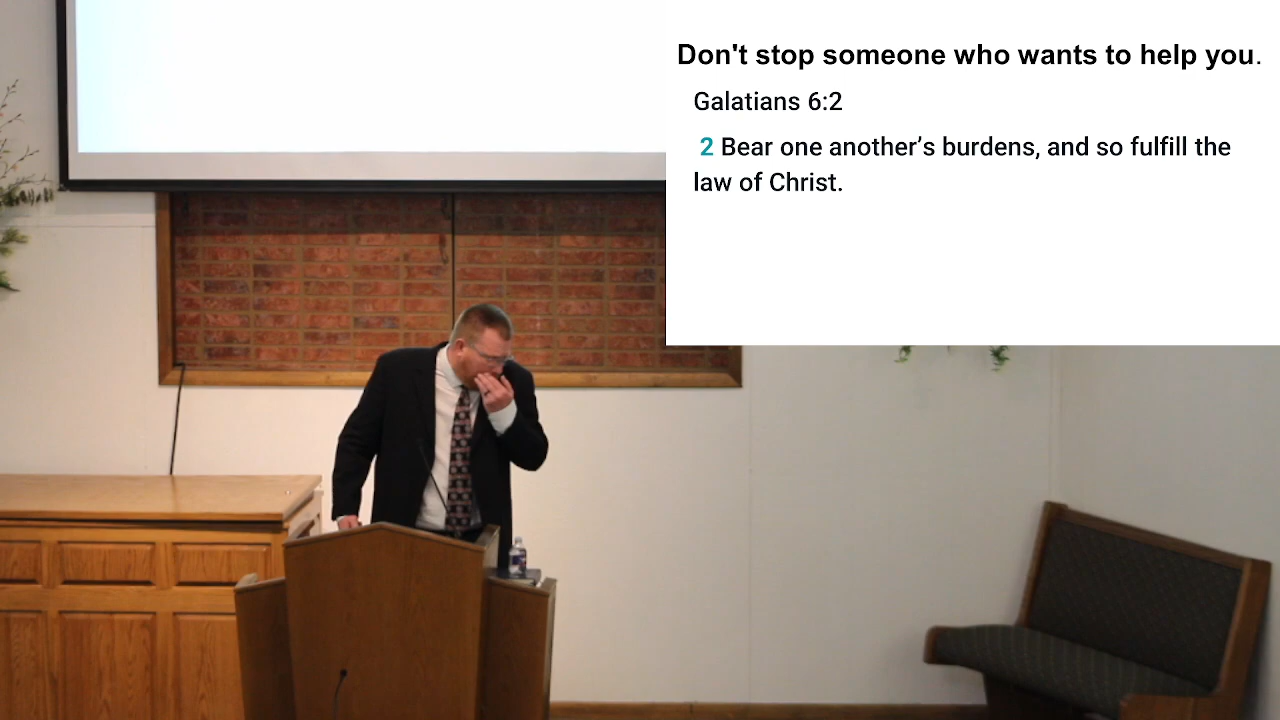 Don't stop someone who wants to help you.
Galatians 6:2
2 Bear one another’s burdens, and so fulfill the
law of Christ.